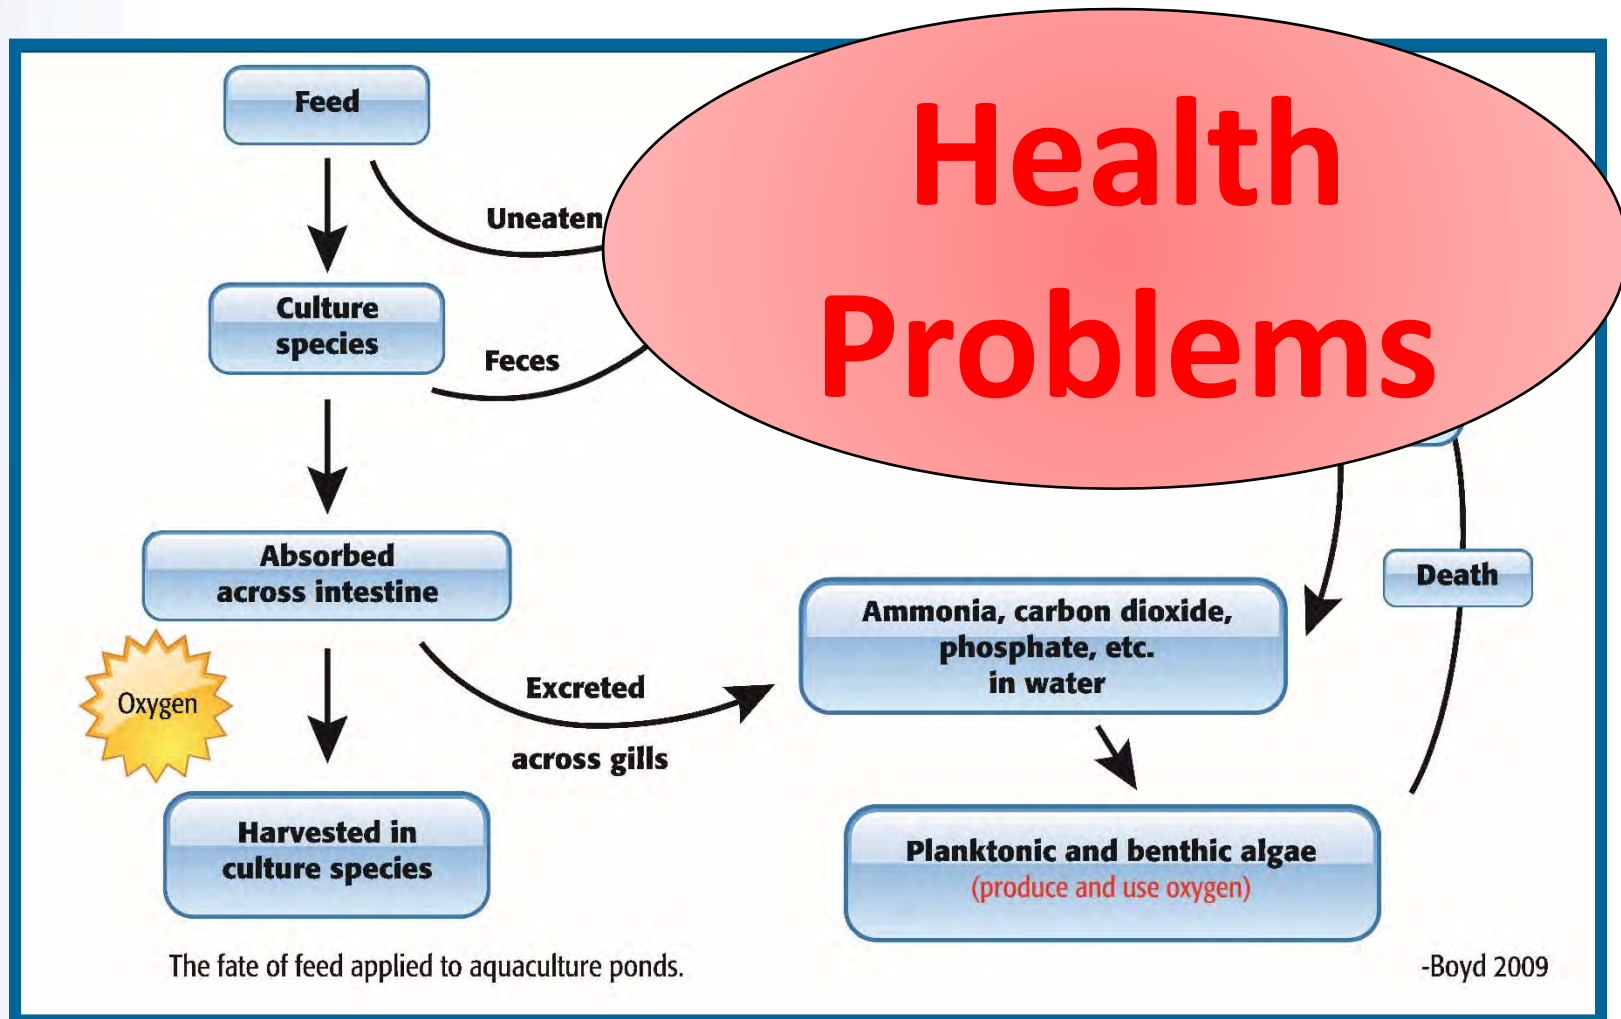 Feed
Health
Problems
Uneaten
Culture
species
Feces
Absorbed
across intestine
Death
Ammonia, carbon dioxide,
phosphate, etc.
in water
Oxygen
Excreted
across gills
Harvested in
culture species
Planktonic and benthic algae
(produce and use oxygen)
The fate of feed applied to aquaculture ponds.
-Boyd 2009